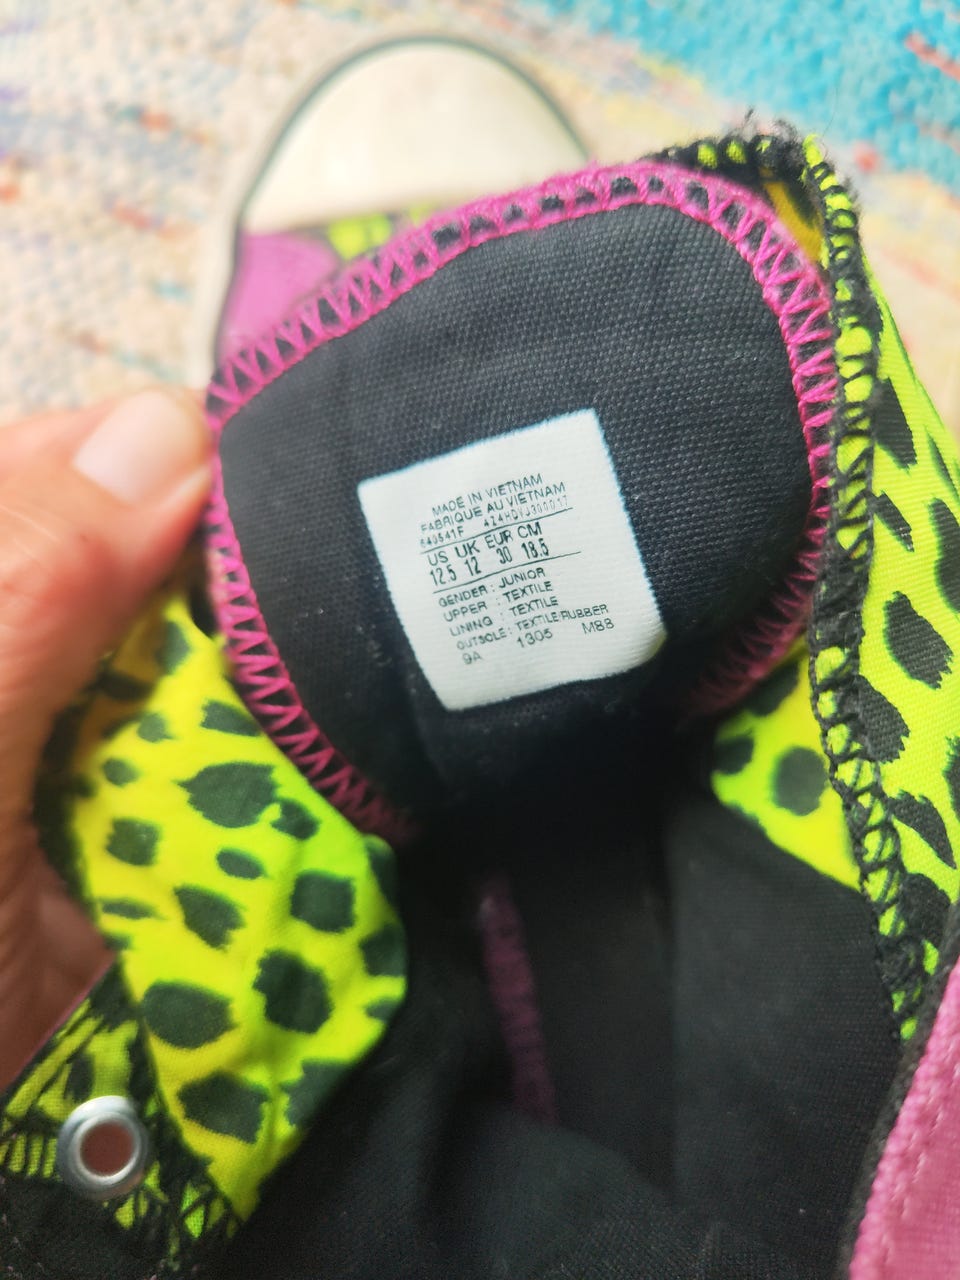 MADE IN VIETNAM
FABRIQUE AU VIETNAM
640541F
US UK EUR CM
12.5 12 30 18.5
GENDER : JUNIOR
UPPER : TEXTILE
LINING : TEXTILE
OUTSOLE : TEXTILE/RUBBER
9A 1305 M88